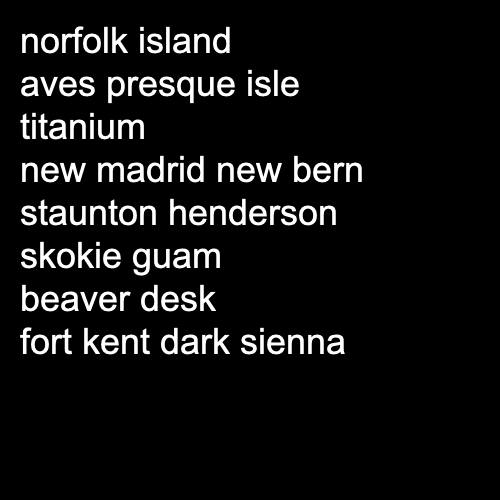 norfolk island
aves presque isle
titanium
new madrid new bern
staunton henderson
skokie guam
beaver desk
fort kent dark sienna